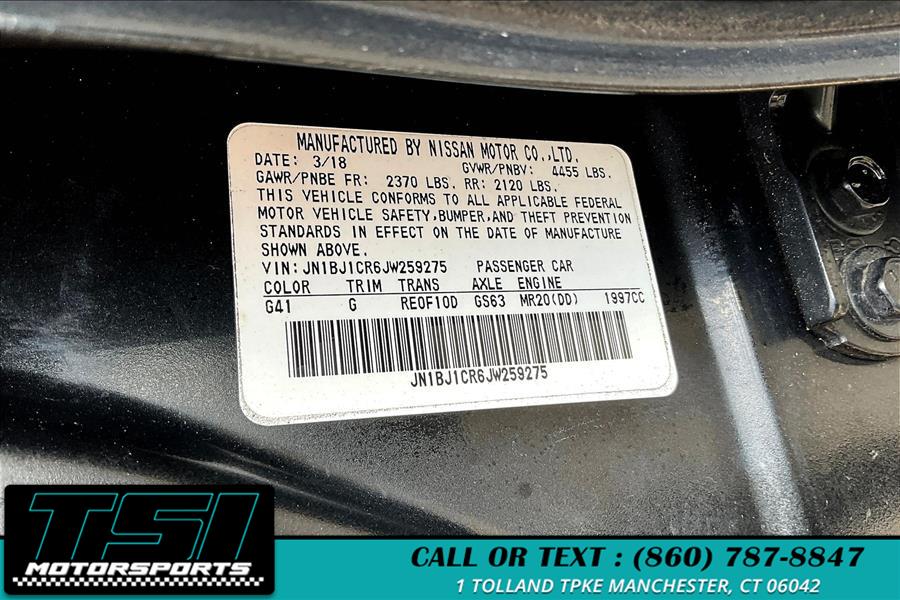 MANUFACTURED BY NISSAN MOTOR CO.,LTD.
DATE: 3/18 GVWR/PNBV: 4455 LBS.
GAWR/PNBE FR: 2370 LBS. RR: 2120 LBS.
THIS VEHICLE CONFORMS TO ALL APPLICABLE FEDERAL
MOTOR VEHICLE SAFETY,BUMPER,AND THEFT PREVENTION
STANDARDS IN EFFECT ON THE DATE OF MANUFACTURE
SHOWN ABOVE.
VIN: JN1BJ1CR6JW259275 PASSENGER CAR
COLOR TRIM TRANS AXLE ENGINE
G41 G RE0F10D GS63 MR20(DD) 1997CC
JN1BJ1CR6JW259275
TSI
MOTORSPORTS
CALL OR TEXT : (860) 787-8847
1 TOLLAND TPKE MANCHESTER, CT 06042